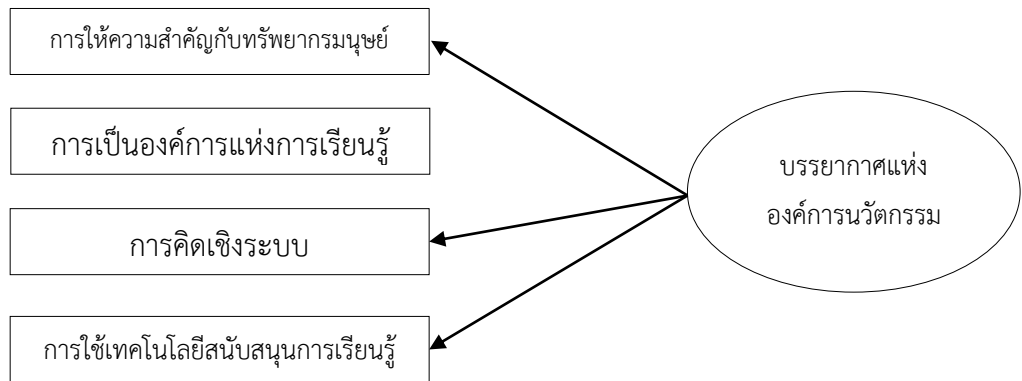 การให้ความสำคัญกับทรัพยากรมนุษย์
การเป็นองค์การแห่งการเรียนรู้
การคิดเชิงระบบ
การใช้เทคโนโลยีสนับสนุนการเรียนรู้
บรรยากาศแห่ง
องค์การนวัตกรรม